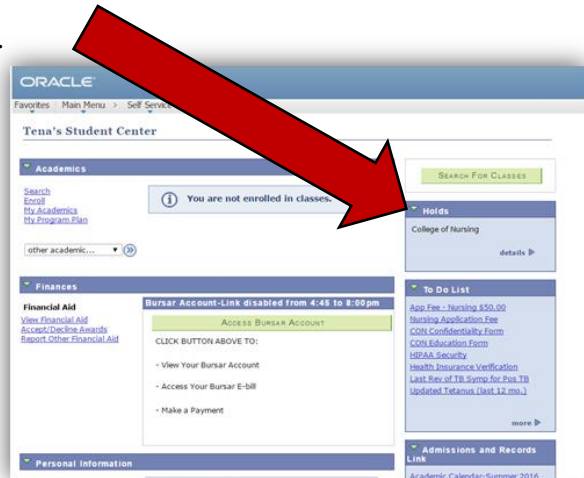 ORACLE
Favorites Main Menu > Self Service
Tena's Student Center
Academics
Search
Enroll
My Academics
My Program Plan
You are not enrolled in classes.
other academic...
Finances
Financial Aid
View Financial Aid
Accept/Decline Awards
Report Other Financial Aid
Bursar Account-Link disabled from 4:45 to 8:00pm
ACCESS BURSAR ACCOUNT
CLICK BUTTON ABOVE TO:
- View Your Bursar Account
- Access Your Bursar E-bill
- Make a Payment
Personal Information
SEARCH FOR CLASSES
Holds
College of Nursing
details
To Do List
App Fee - Nursing $50.00
Nursing Application Fee
CON Confidentiality Form
CON Education Form
HIPAA Security
Health Insurance Verification
Last Rev of TB Symp for Pos TB
Updated Tetanus (last 12 mo.)
more
Admissions and Records
Link
Academic Calendar-Summer 2016